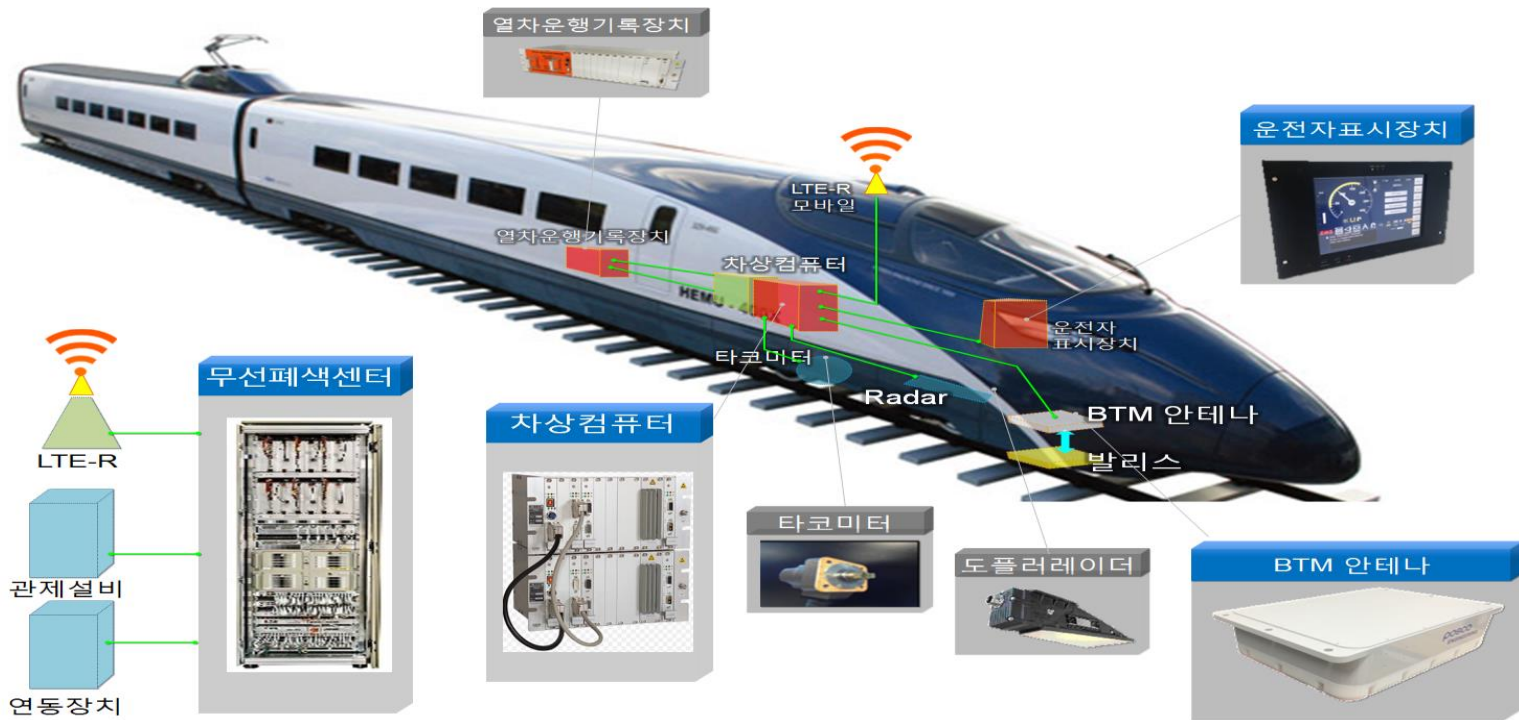 열차운행기록장치
운전자표시장치
LTE-R
모바일
열차운행기록장치
차상컴퓨터
HEMU - 4
운전자
표시장치
타코미터
Radar
BTM 안테나
발리스
무선폐색센터
LTE-R
관제설비
연동장치
차상컴퓨터
타코미터
도플러레이더
BTM 안테나